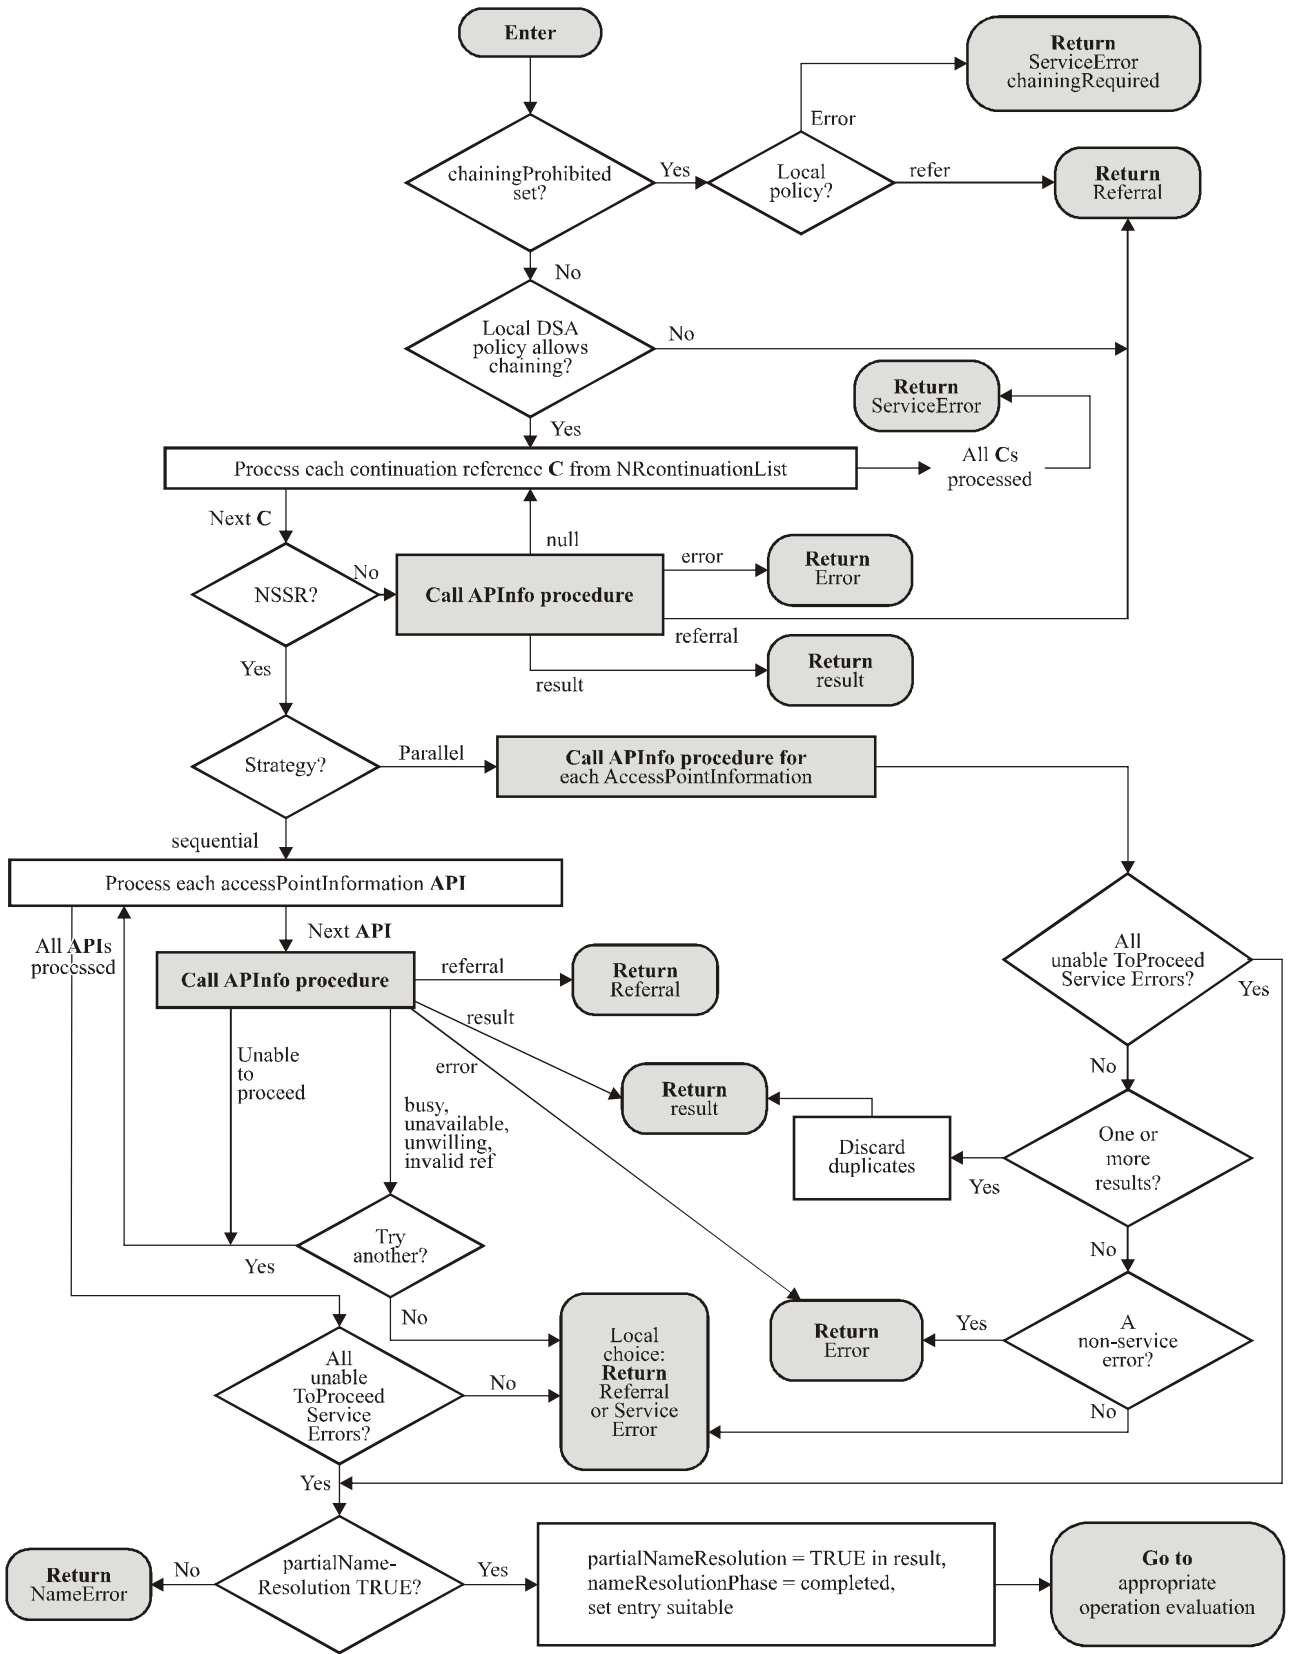 Enter
Return
ServiceError
chainingRequired
Error
chainingProhibited
set?
Yes
Local
policy?
refer
Return
Referral
No
Local DSA
policy allows
chaining?
No
Return
ServiceError
Yes
Process each continuation reference C from NRcontinuationList
All Cs
processed
Next C
null
NSSR?
No
Call APInfo procedure
error
Return
Error
referral
Yes
result
Return
result
Strategy?
Parallel
Call APInfo procedure for
each AccessPointInformation
sequential
Process each accessPointInformation API
All APIs
processed
Next API
Call APInfo procedure
referral
Return
Referral
All
unable ToProceed
Service Errors?
Yes
result
Unable
to
proceed
error
No
Return
result
busy,
unavailable,
unwilling,
invalid ref
Discard
duplicates
One or
more
results?
Yes
Try
another?
Yes
No
No
Local
choice:
Return
Referral
or Service
Error
Return
Error
Yes
A
non-service
error?
All
unable
ToProceed
Service
Errors?
No
No
Yes
Return
NameError
No
partialName-
Resolution TRUE?
Yes
partialNameResolution = TRUE in result,
nameResolutionPhase = completed,
set entry suitable
Go to
appropriate
operation evaluation